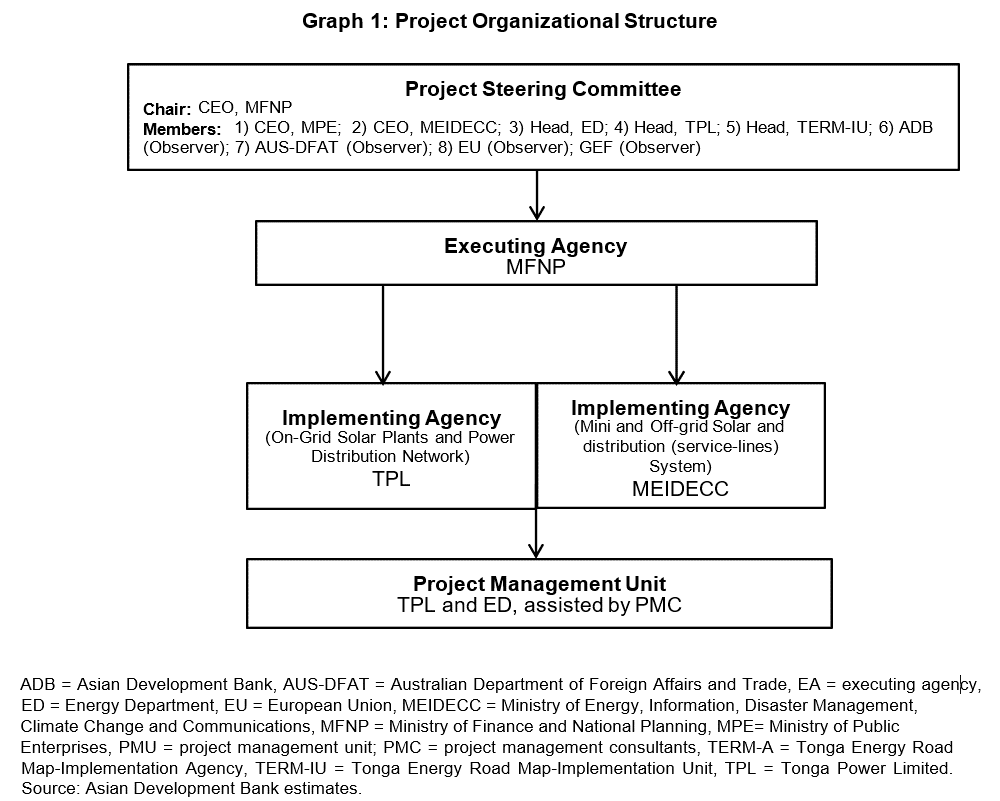 Graph 1: Project Organizational Structure
Project Steering Committee
Chair: CEO, MFNP
Members: 1) CEO, MPE; 2) CEO, MEIDECC; 3) Head, ED; 4) Head, TPL; 5) Head, TERM-IU; 6) ADB
(Observer); 7) AUS-DFAT (Observer); 8) EU (Observer); GEF (Observer)
Executing Agency
MFNP
Implementing Agency
(On-Grid Solar Plants and Power
Distribution Network)
TPL
Implementing Agency
(Mini and Off-grid Solar and
distribution (service-lines)
System)
MEIDECC
Project Management Unit
TPL and ED, assisted by PMC
ADB = Asian Development Bank, AUS-DFAT = Australian Department of Foreign Affairs and Trade, EA = executing agency,
ED = Energy Department, EU = European Union, MEIDECC = Ministry of Energy, Information, Disaster Management,
Climate Change and Communications, MFNP = Ministry of Finance and National Planning, MPE= Ministry of Public
Enterprises, PMU = project management unit; PMC = project management consultants, TERM-A = Tonga Energy Road
Map-Implementation Agency, TERM-IU = Tonga Energy Road Map-Implementation Unit, TPL = Tonga Power Limited.
Source: Asian Development Bank estimates.